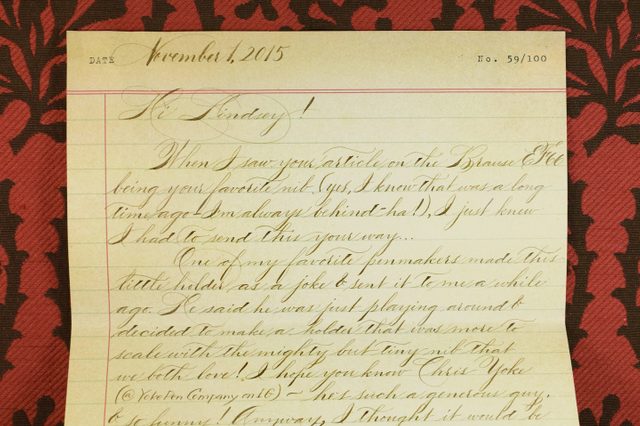 DATE November 1, 2015 No. 59/100
Hi Lindsey!
When I saw your article on the Brause EF66
being your favorite nib (yes, I know that was a long
time ago - I'm always behind - ha!), I just knew
I had to send this your way...
One of my favorite penmakers made this
little holder as a joke & sent it to me a while
ago. He said he was just playing around &
decided to make a holder that was more to
scale with the mighty but tiny nib that
we both love! I hope you know Chris Yoke
(@ Yoke Pen Company on IG) - he's such a generous guy,
& so funny! Anyway, I thought it would be